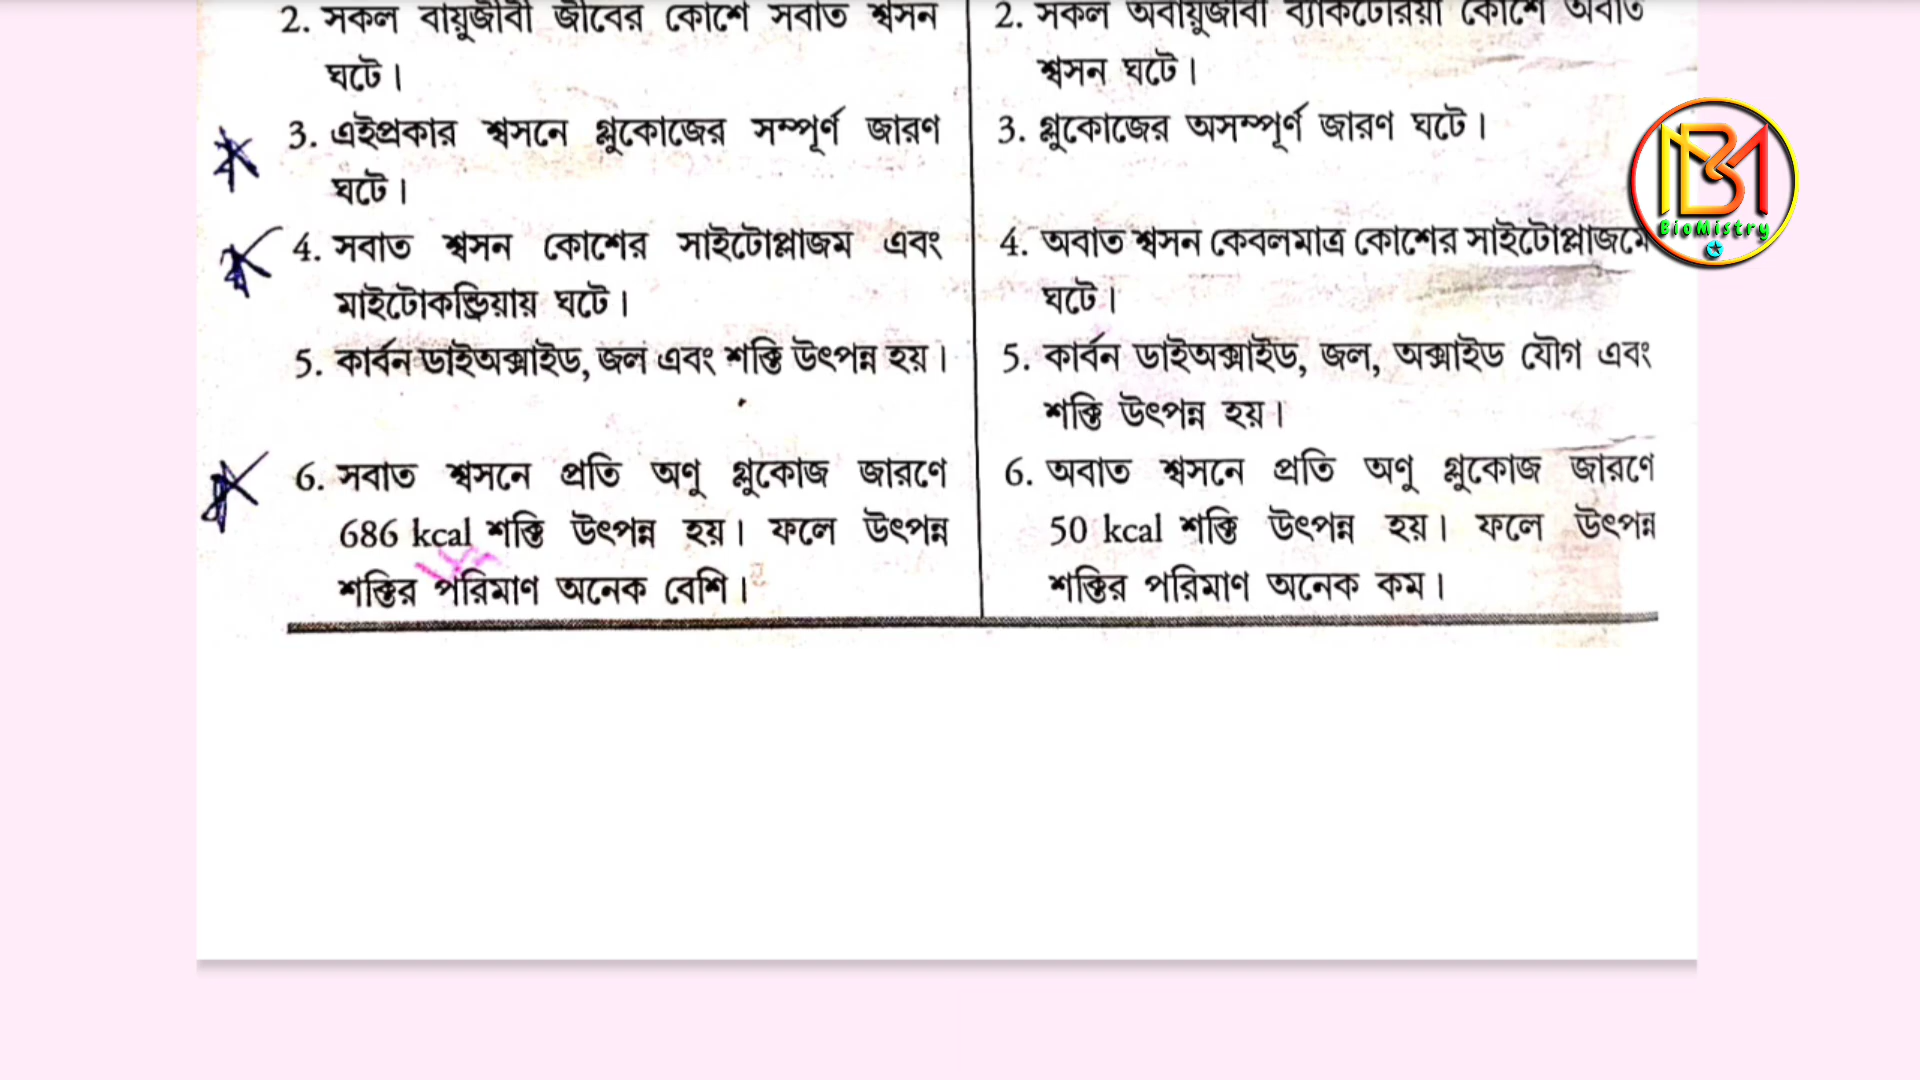 2. সকল বায়ুজীবী জীবের কোশে সবাত শ্বসন
ঘটে।
3. এইপ্রকার শ্বসনে গ্লুকোজের সম্পূর্ণ জারণ
ঘটে।
4. সবাত শ্বসন কোশের সাইটোপ্লাজম এবং
মাইটোকন্ড্রিয়ায় ঘটে।
5. কার্বন ডাইঅক্সাইড, জল এবং শক্তি উৎপন্ন হয়।
6. সবাত শ্বসনে প্রতি অণু গ্লুকোজ জারণে
686 kcal শক্তি উৎপন্ন হয়। ফলে উৎপন্ন
শক্তির পরিমাণ অনেক বেশি।
2. সকল অবায়ুজীবী ব্যাকটেরিয়া কোশে অবাত
শ্বসন ঘটে।
3. গ্লুকোজের অসম্পূর্ণ জারণ ঘটে।
4. অবাত শ্বসন কেবলমাত্র কোশের সাইটোপ্লাজমে
ঘটে।
5. কার্বন ডাইঅক্সাইড, জল, অক্সাইড যৌগ এবং
শক্তি উৎপন্ন হয়।
6. অবাত শ্বসনে প্রতি অণু গ্লুকোজ জারণে
50 kcal শক্তি উৎপন্ন হয়। ফলে উৎপন্ন
শক্তির পরিমাণ অনেক কম।
BM
BioMistry